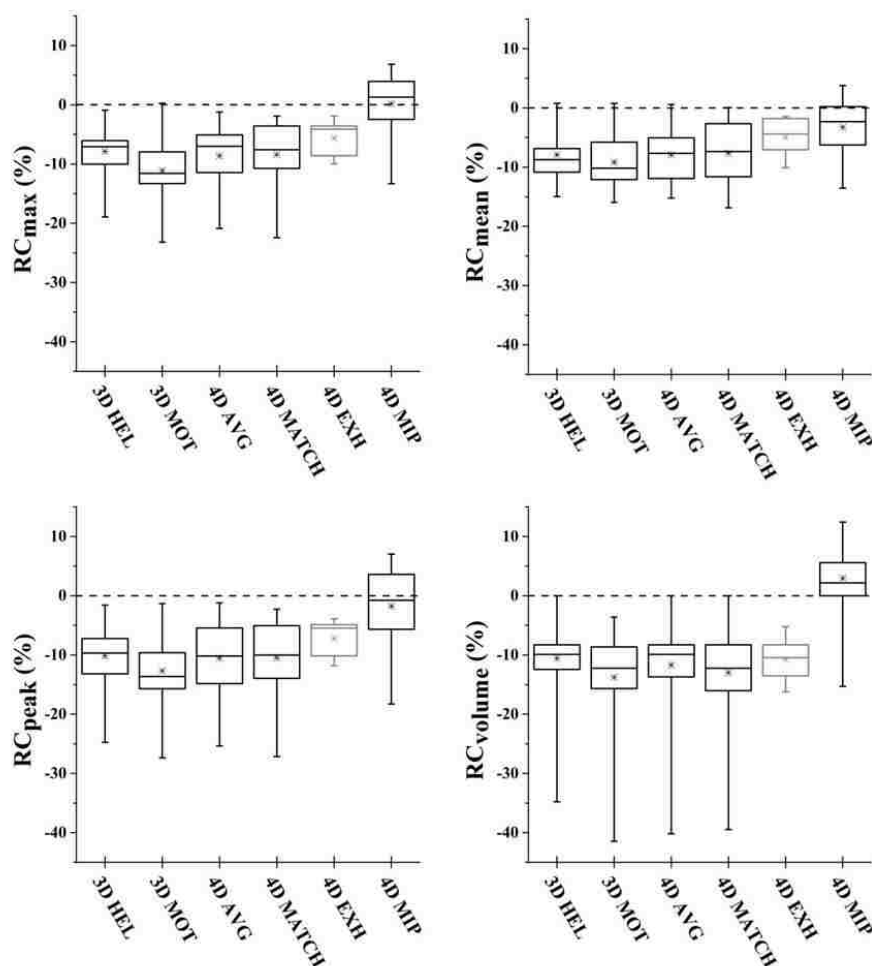 10
0
-10
-20
-30
-40
RCmax (%)
3D HEL
3D MOT
4D AVG
4D MATCH
4D EXH
4D MIP
10
0
-10
-20
-30
-40
RCmean (%)
3D HEL
3D MOT
4D AVG
4D MATCH
4D EXH
4D MIP
10
0
-10
-20
-30
-40
RCpeak (%)
3D HEL
3D MOT
4D AVG
4D MATCH
4D EXH
4D MIP
10
0
-10
-20
-30
-40
RCvolume (%)
3D HEL
3D MOT
4D AVG
4D MATCH
4D EXH
4D MIP